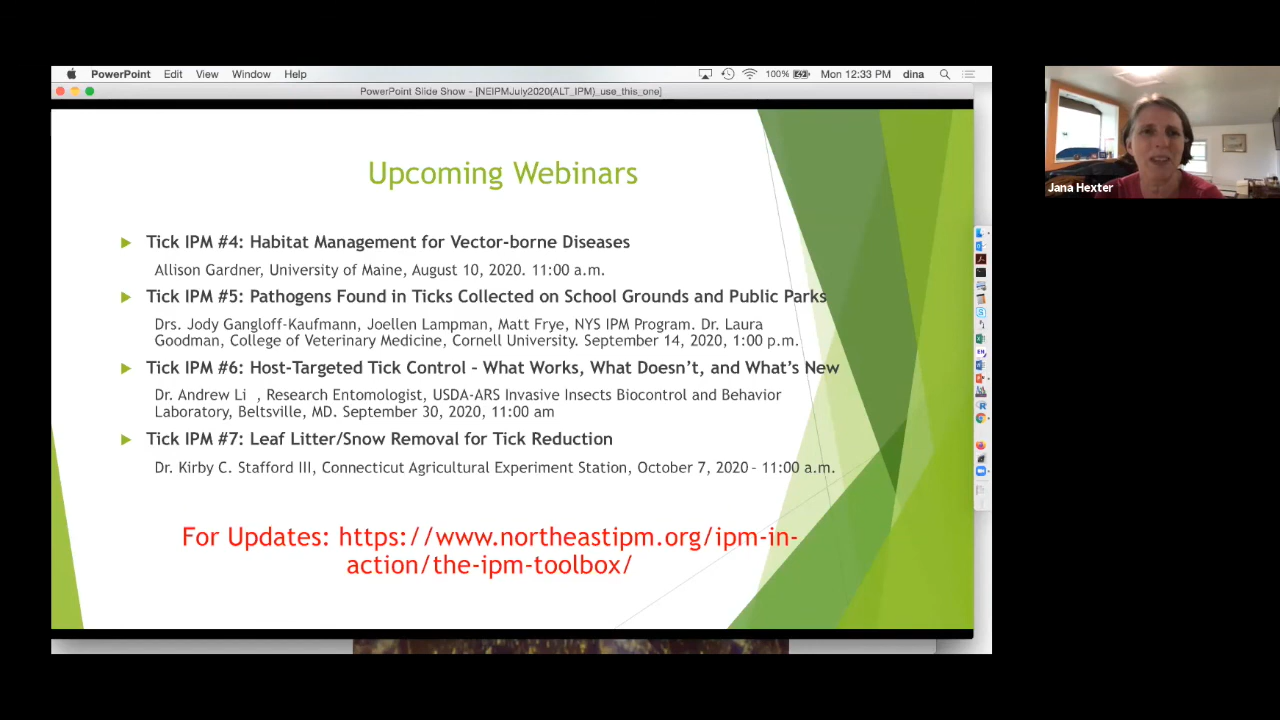 PowerPoint Edit View Window Help 100% Mon 12:33 PM dina
PowerPoint Slide Show - [NEIPMJuly2020(ALT_IPM)_use_this_one]
Upcoming Webinars
Tick IPM #4: Habitat Management for Vector-borne Diseases
Allison Gardner, University of Maine, August 10, 2020. 11:00 a.m.
Tick IPM #5: Pathogens Found in Ticks Collected on School Grounds and Public Parks
Drs. Jody Gangloff-Kaufmann, Joellen Lampman, Matt Frye, NYS IPM Program. Dr. Laura
Goodman, College of Veterinary Medicine, Cornell University. September 14, 2020, 1:00 p.m.
Tick IPM #6: Host-Targeted Tick Control – What Works, What Doesn't, and What's New
Dr. Andrew Li , Research Entomologist, USDA-ARS Invasive Insects Biocontrol and Behavior
Laboratory, Beltsville, MD. September 30, 2020, 11:00 am
Tick IPM #7: Leaf Litter/Snow Removal for Tick Reduction
Dr. Kirby C. Stafford III, Connecticut Agricultural Experiment Station, October 7, 2020 – 11:00 a.m.
For Updates: https://www.northeastipm.org/ipm-in-
action/the-ipm-toolbox/
Jana Hexter